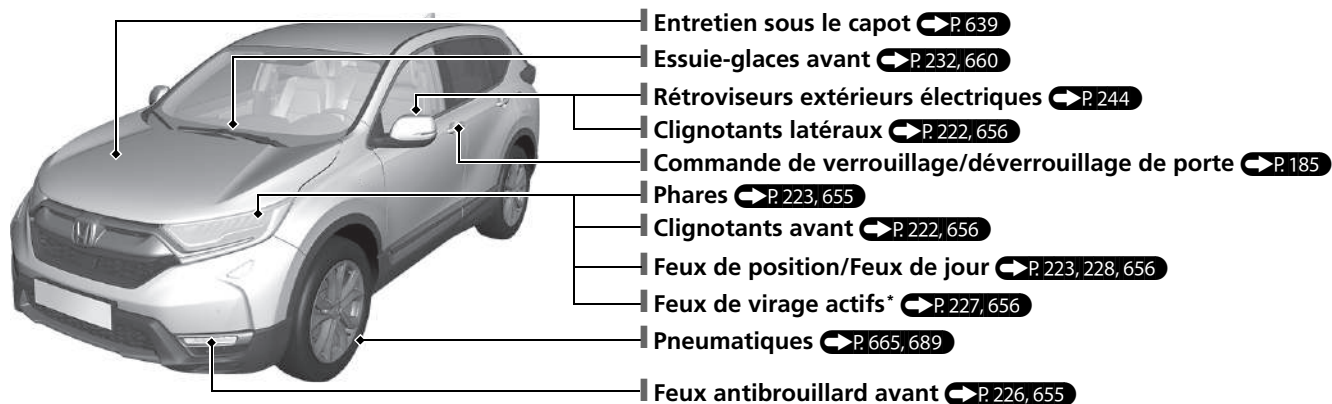 Entretien sous le capot P. 639
Essuie-glaces avant P. 232, 660
Rétroviseurs extérieurs électriques P. 244
Clignotants latéraux P. 222, 656
Commande de verrouillage/déverrouillage de porte P. 185
Phares P. 223, 655
Clignotants avant P. 222, 656
Feux de position/Feux de jour P. 223, 228, 656
Feux de virage actifs* P. 227, 656
Pneumatiques P. 665, 689
Feux antibrouillard avant P. 226, 655